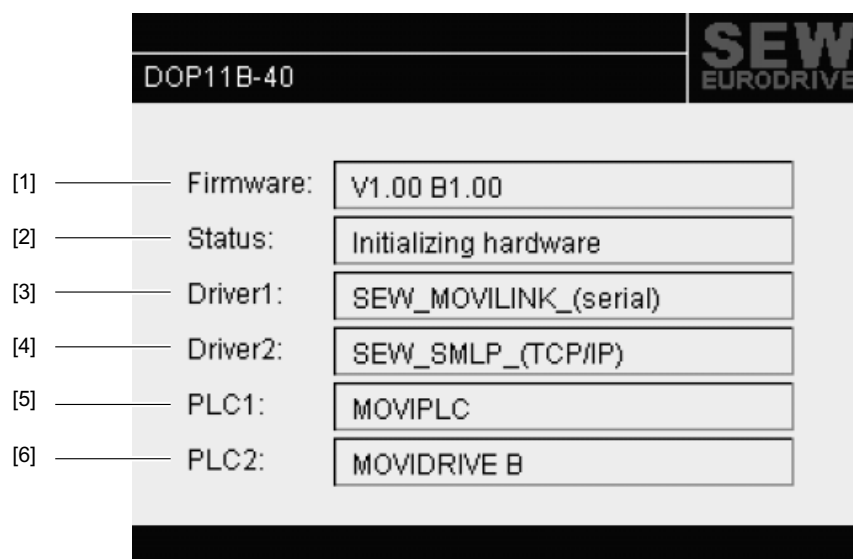 SEW
EURODRIVE
DOP11B-40
[1] Firmware: V1.00 B1.00
[2] Status: Initializing hardware
[3] Driver1: SEW_MOVILINK_(serial)
[4] Driver2: SEW_SMLP_(TCP/IP)
[5] PLC1: MOVIPLC
[6] PLC2: MOVIDRIVE B